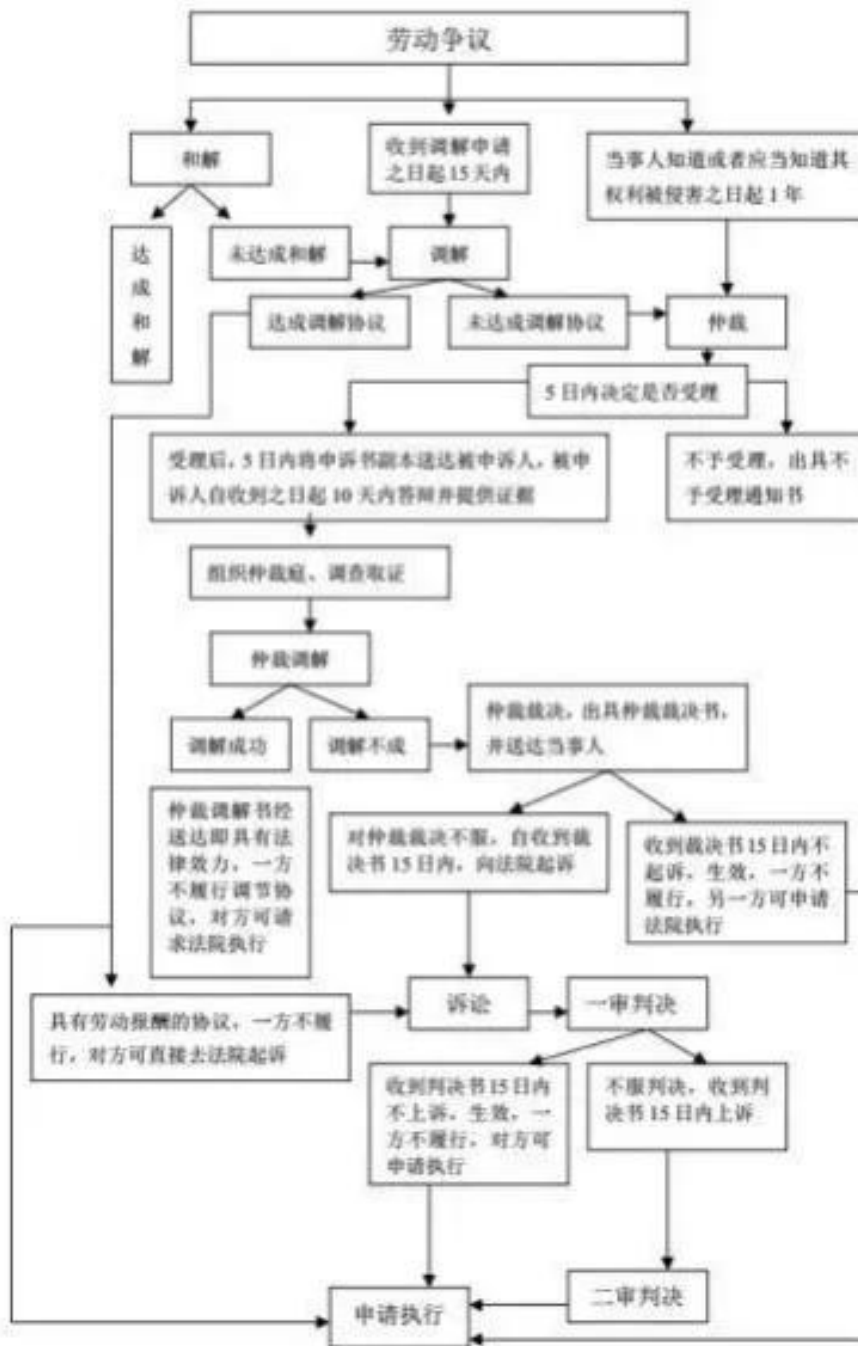 劳动争议
和解
收到调解申请
之日起15天内
当事人知道或者应当知道其
权利被侵害之日起1年
达
成
和
解
未达成和解
调解
达成调解协议
未达成调解协议
仲裁
5日内决定是否受理
受理后，5日内将申诉书副本送达被申诉人，被申
诉人自收到之日起10天内答辩并提供证据
不予受理，出具不
予受理通知书
组织仲裁庭、调查取证
仲裁调解
调解成功
调解不成
仲裁裁决，出具仲裁裁决书，
并送达当事人
仲裁调解书经
送达即具有法
律效力，一方
不履行调节协
议，对方可请
求法院执行
对仲裁裁决不服，自收到裁
决书15日内，向法院起诉
收到裁决书15日内不
起诉，生效，一方不
履行，另一方可申请
法院执行
具有劳动报酬的协议，一方不履
行，对方可直接去法院起诉
诉讼
一审判决
收到判决书15日内
不上诉，生效，一
方不履行，对方可
申请执行
不服判决，收到判
决书15日内上诉
二审判决
申请执行